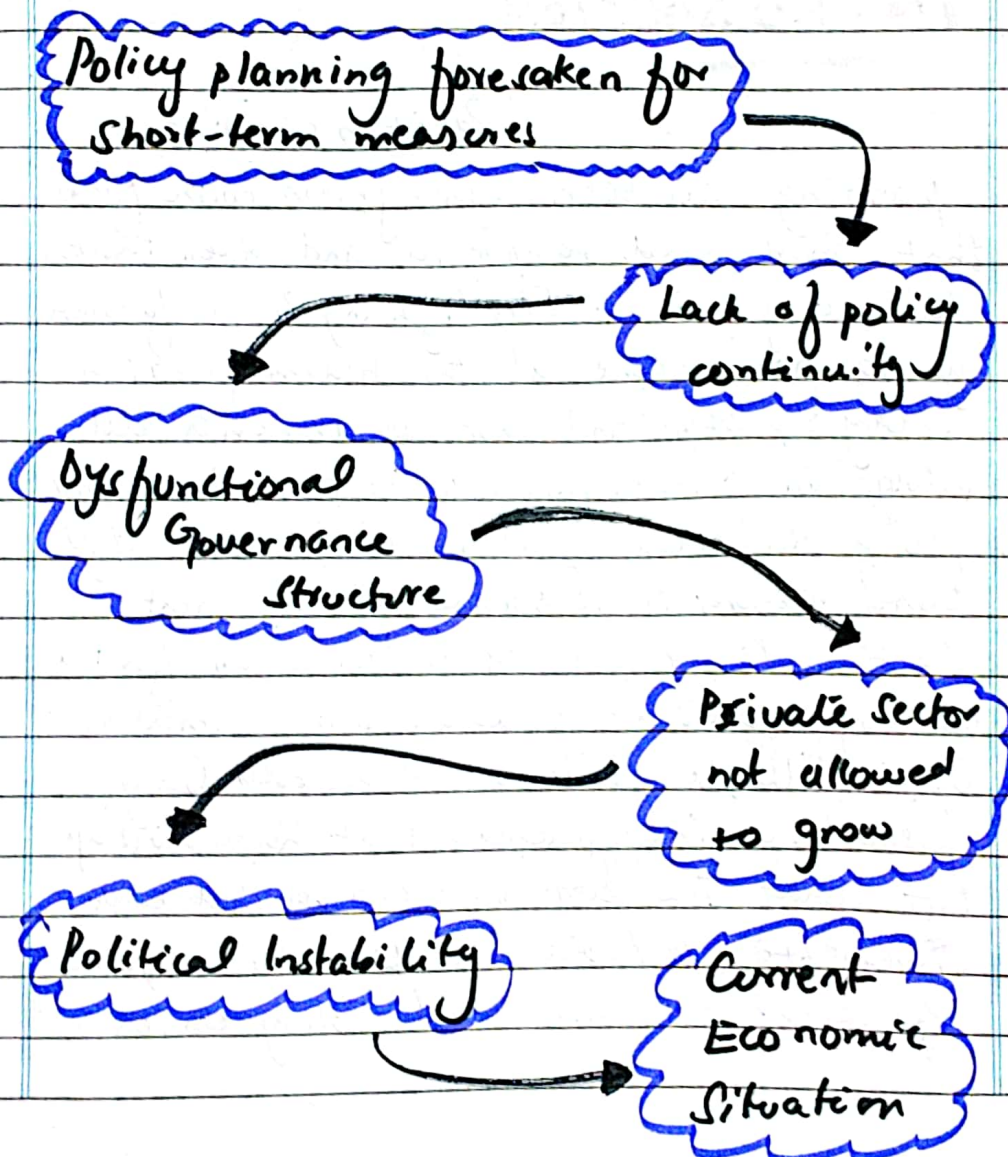 Policy planning foresaken for
short-term measures
Lack of policy
continuity
Dysfunctional
Governance
structure
Private sector
not allowed
to grow
Political Instability
Current
Economic
Situation